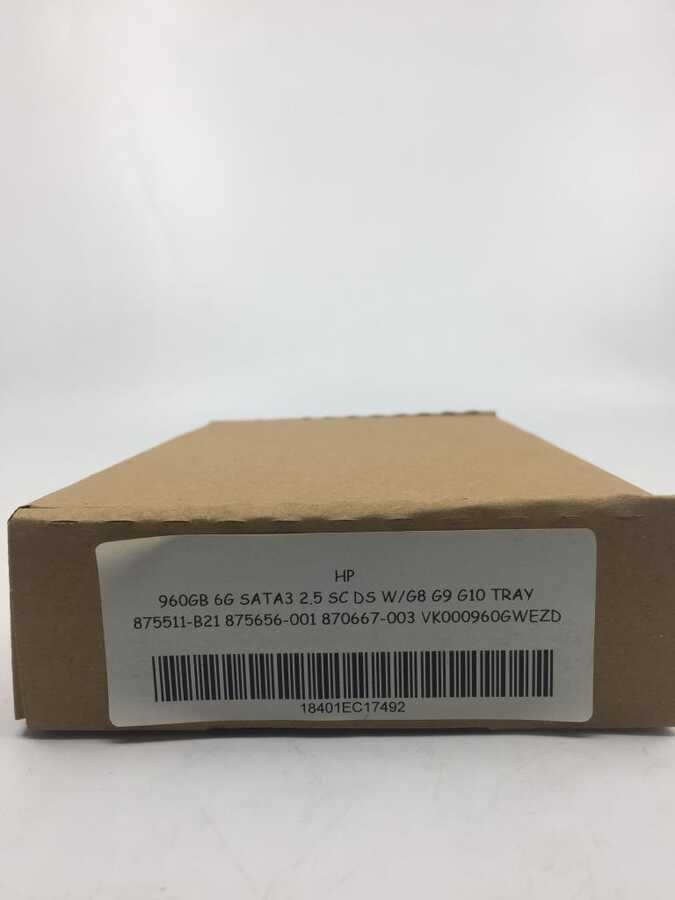 HP
960GB 6G SATA3 2.5 SC DS W/G8 G9 G10 TRAY
875511-B21 875656-001 870667-003 VK000960GWEZD
18401EC17492